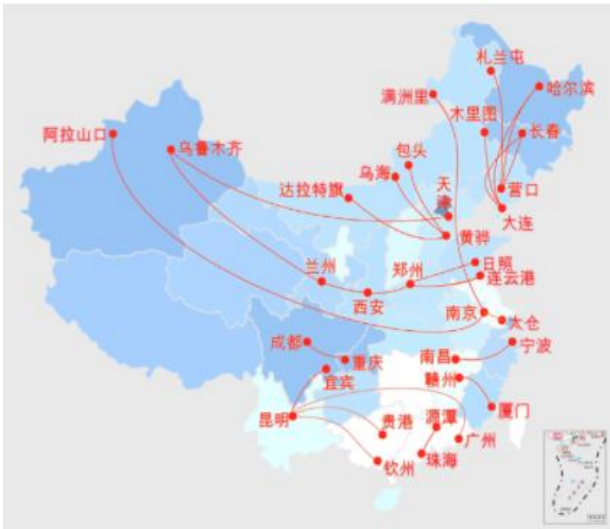 札兰屯
满洲里
哈尔滨
木里图
长春
阿拉山口
乌鲁木齐
包头
乌海
达拉特旗
天津
营口
大连
黄骅
兰州
郑州
日照
连云港
西安
南京
太仓
成都
重庆
宜宾
南昌
宁波
赣州
昆明
贵港
源潭
厦门
广州
钦州
珠海